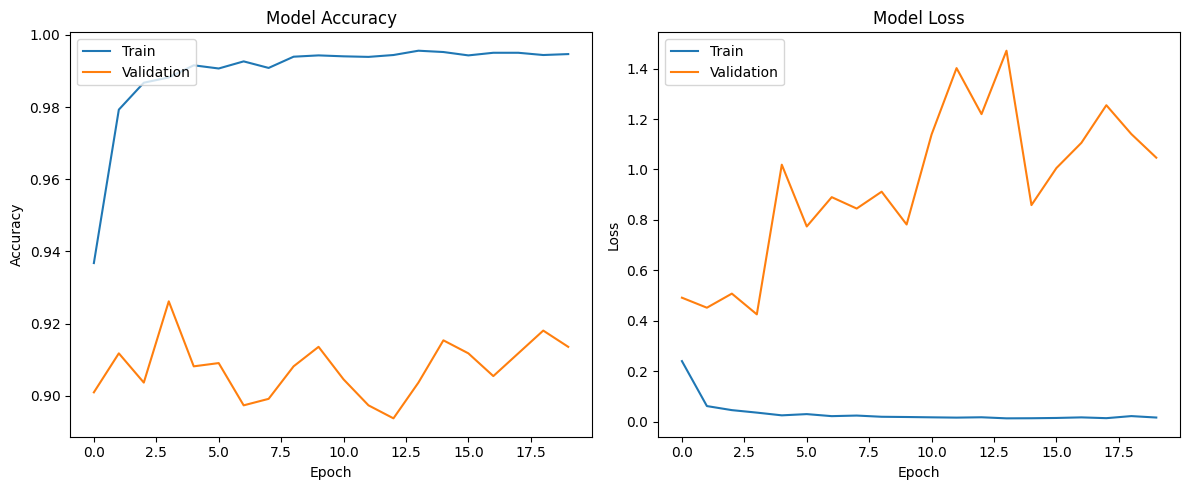 Model Accuracy
Train
Validation
1.00
0.98
0.96
0.94
0.92
0.90
Accuracy
0.0 2.5 5.0 7.5 10.0 12.5 15.0 17.5
Epoch
Model Loss
Train
Validation
1.4
1.2
1.0
0.8
0.6
0.4
0.2
0.0
Loss
0.0 2.5 5.0 7.5 10.0 12.5 15.0 17.5
Epoch